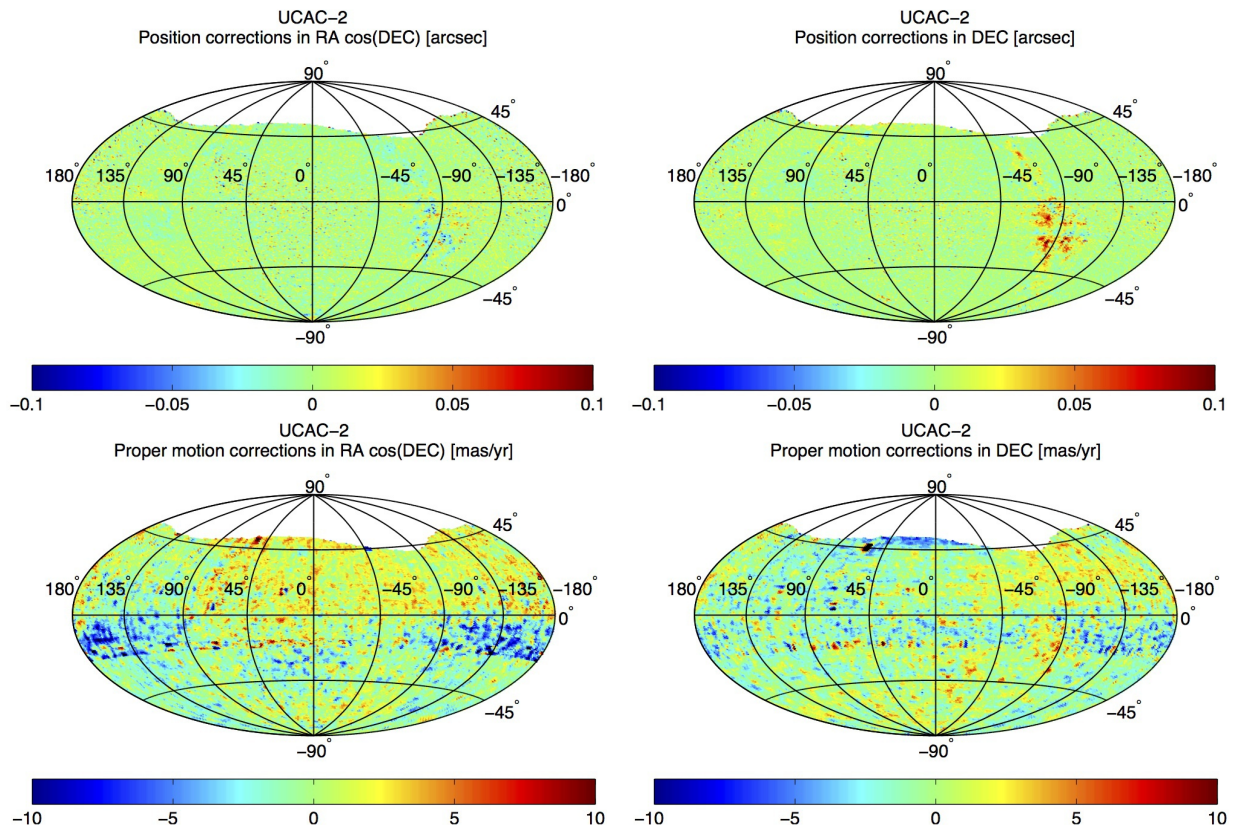 UCAC−2
Position corrections in RA cos(DEC) [arcsec]
90°
45°
180° 135° 90° 45° 0° −45° −90° −135° −180°
0°
−45°
−90°
−0.1 −0.05 0 0.05 0.1
UCAC−2
Position corrections in DEC [arcsec]
90°
45°
180° 135° 90° 45° 0° −45° −90° −135° −180°
0°
−45°
−90°
−0.1 −0.05 0 0.05 0.1
UCAC−2
Proper motion corrections in RA cos(DEC) [mas/yr]
90°
45°
180° 135° 90° 45° 0° −45° −90° −135° −180°
0°
−45°
−90°
−10 −5 0 5 10
UCAC−2
Proper motion corrections in DEC [mas/yr]
90°
45°
180° 135° 90° 45° 0° −45° −90° −135° −180°
0°
−45°
−90°
−10 −5 0 5 10